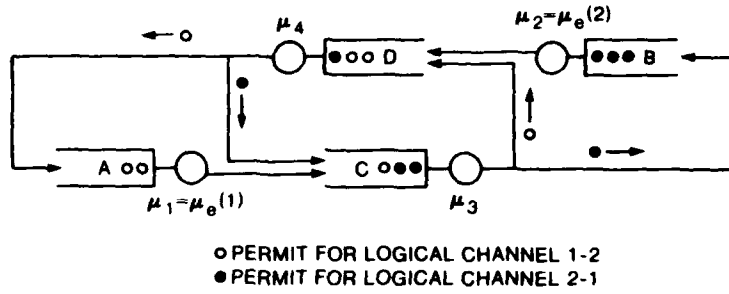 μ4
μ2=μe(2)
D
B
A
C
μ1=μe(1)
μ3
o PERMIT FOR LOGICAL CHANNEL 1-2
● PERMIT FOR LOGICAL CHANNEL 2-1